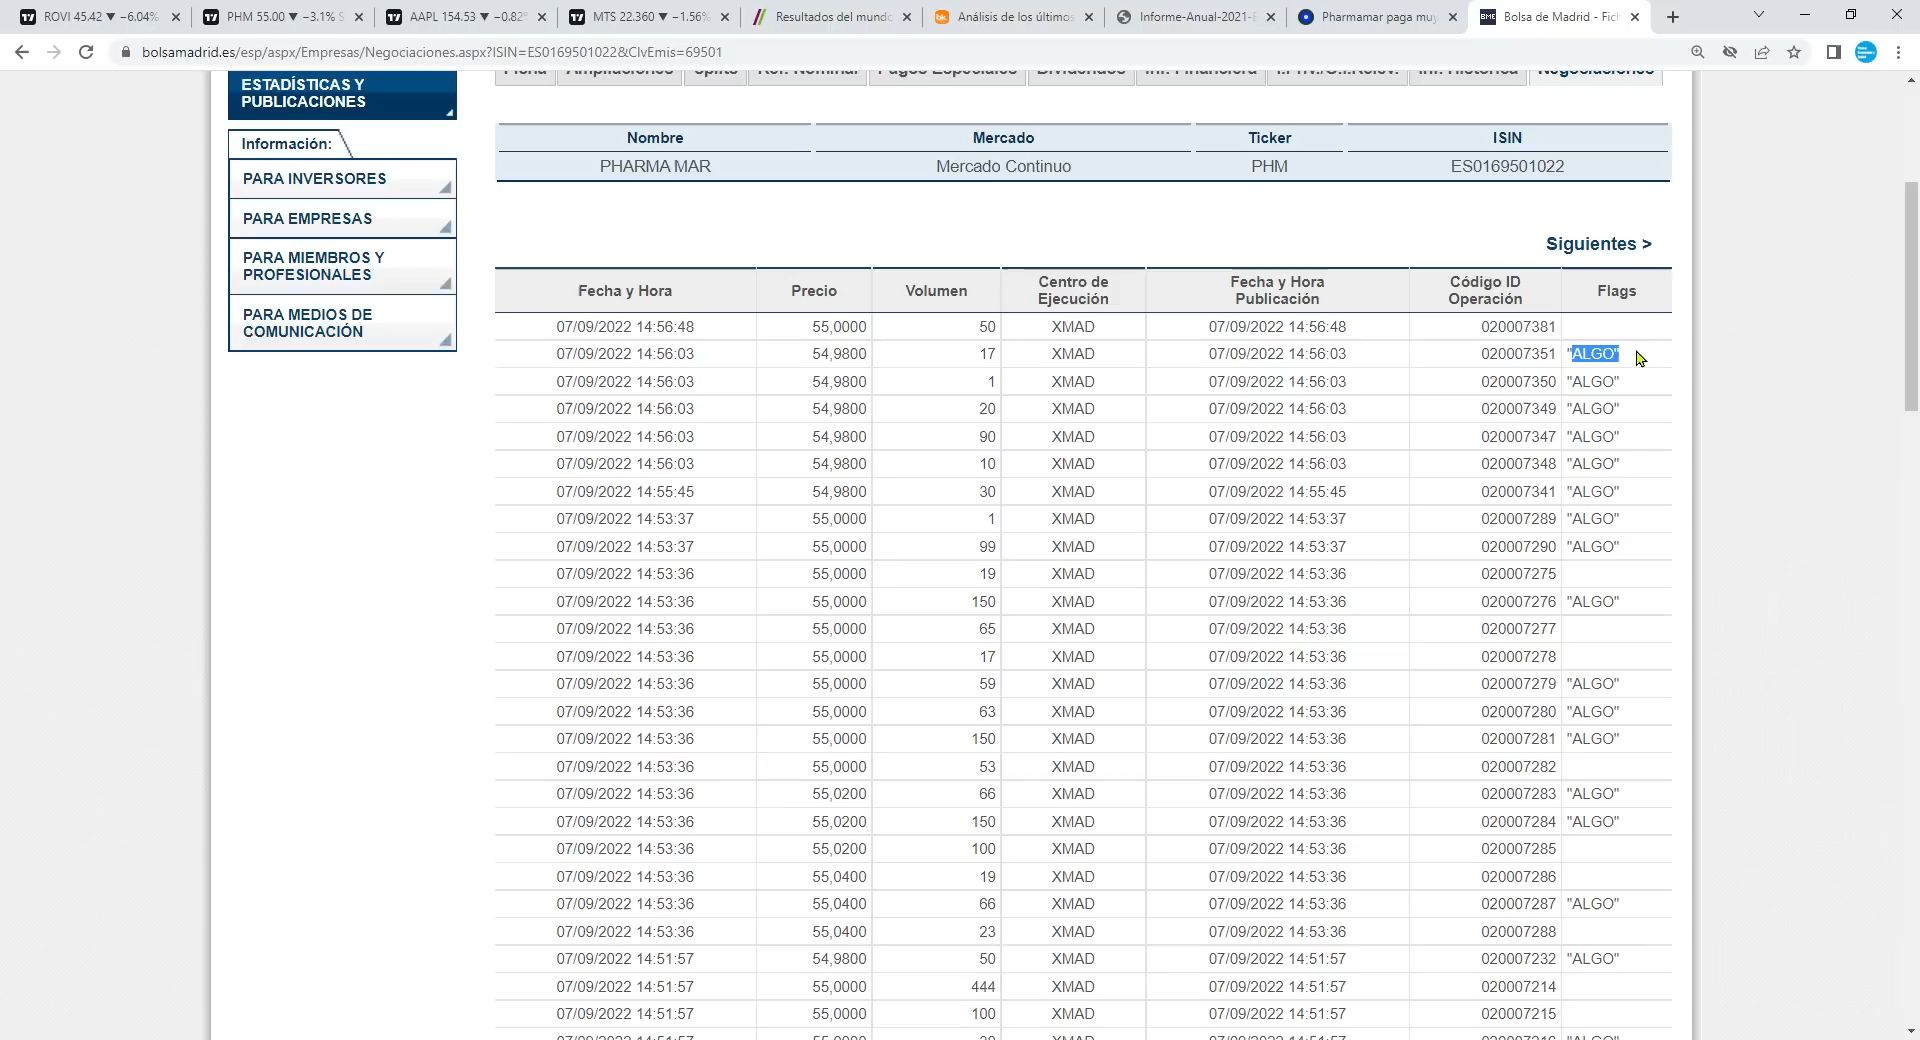 ROVI 45.42 ▼ −6.04%
PHM 55.00 ▼ −3.1% S
AAPL 154.53 ▼ −0.82%
MTS 22.360 ▼ −1.56%
Resultados del mundo
Análisis de los últimos
Informe-Anual-2021-
Pharmamar paga muy
Bolsa de Madrid - Fich
bolsamadrid.es/esp/aspx/Empresas/Negociaciones.aspx?ISIN=ES0169501022&ClvEmis=69501
Ficha Ampliaciones Splits Red. Nominal Pagos Especiales Dividendos Inf. Financiera I.Priv./O.I.Relev. Inf. Histórica Negociaciones
ESTADÍSTICAS Y
PUBLICACIONES
Información:
PARA INVERSORES
PARA EMPRESAS
PARA MIEMBROS Y
PROFESIONALES
PARA MEDIOS DE
COMUNICACIÓN
Nombre Mercado Ticker ISIN
PHARMA MAR Mercado Continuo PHM ES0169501022
Siguientes >
Fecha y Hora Precio Volumen Centro de Ejecución Fecha y Hora Publicación Código ID Operación Flags
07/09/2022 14:56:48 55,0000 50 XMAD 07/09/2022 14:56:48 020007381
07/09/2022 14:56:03 54,9800 17 XMAD 07/09/2022 14:56:03 020007351 "ALGO"
07/09/2022 14:56:03 54,9800 1 XMAD 07/09/2022 14:56:03 020007350 "ALGO"
07/09/2022 14:56:03 54,9800 20 XMAD 07/09/2022 14:56:03 020007349 "ALGO"
07/09/2022 14:56:03 54,9800 90 XMAD 07/09/2022 14:56:03 020007347 "ALGO"
07/09/2022 14:56:03 54,9800 10 XMAD 07/09/2022 14:56:03 020007348 "ALGO"
07/09/2022 14:55:45 54,9800 30 XMAD 07/09/2022 14:55:45 020007341 "ALGO"
07/09/2022 14:53:37 55,0000 1 XMAD 07/09/2022 14:53:37 020007289 "ALGO"
07/09/2022 14:53:37 55,0000 99 XMAD 07/09/2022 14:53:37 020007290 "ALGO"
07/09/2022 14:53:36 55,0000 19 XMAD 07/09/2022 14:53:36 020007275
07/09/2022 14:53:36 55,0000 150 XMAD 07/09/2022 14:53:36 020007276 "ALGO"
07/09/2022 14:53:36 55,0000 65 XMAD 07/09/2022 14:53:36 020007277
07/09/2022 14:53:36 55,0000 17 XMAD 07/09/2022 14:53:36 020007278
07/09/2022 14:53:36 55,0000 59 XMAD 07/09/2022 14:53:36 020007279 "ALGO"
07/09/2022 14:53:36 55,0000 63 XMAD 07/09/2022 14:53:36 020007280 "ALGO"
07/09/2022 14:53:36 55,0000 150 XMAD 07/09/2022 14:53:36 020007281 "ALGO"
07/09/2022 14:53:36 55,0000 53 XMAD 07/09/2022 14:53:36 020007282
07/09/2022 14:53:36 55,0200 66 XMAD 07/09/2022 14:53:36 020007283 "ALGO"
07/09/2022 14:53:36 55,0200 150 XMAD 07/09/2022 14:53:36 020007284 "ALGO"
07/09/2022 14:53:36 55,0200 100 XMAD 07/09/2022 14:53:36 020007285
07/09/2022 14:53:36 55,0400 19 XMAD 07/09/2022 14:53:36 020007286
07/09/2022 14:53:36 55,0400 66 XMAD 07/09/2022 14:53:36 020007287 "ALGO"
07/09/2022 14:53:36 55,0400 23 XMAD 07/09/2022 14:53:36 020007288
07/09/2022 14:51:57 54,9800 50 XMAD 07/09/2022 14:51:57 020007232 "ALGO"
07/09/2022 14:51:57 55,0000 444 XMAD 07/09/2022 14:51:57 020007214
07/09/2022 14:51:57 55,0000 100 XMAD 07/09/2022 14:51:57 020007215